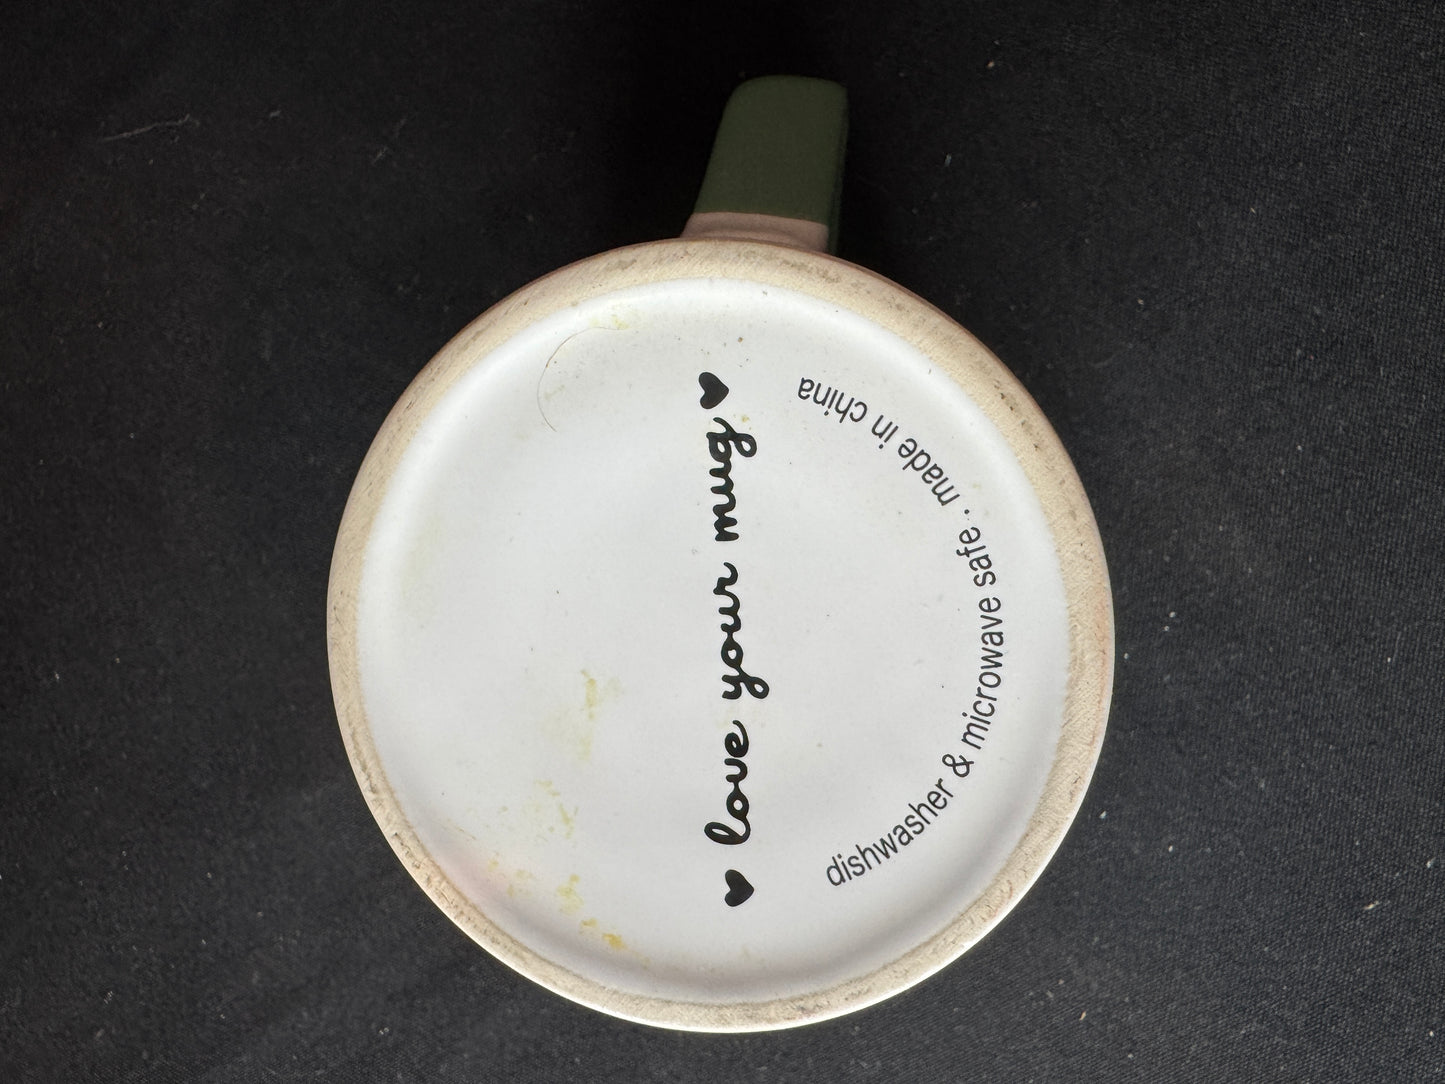 ♥ love your mug ♥
dishwasher & microwave safe . made in china